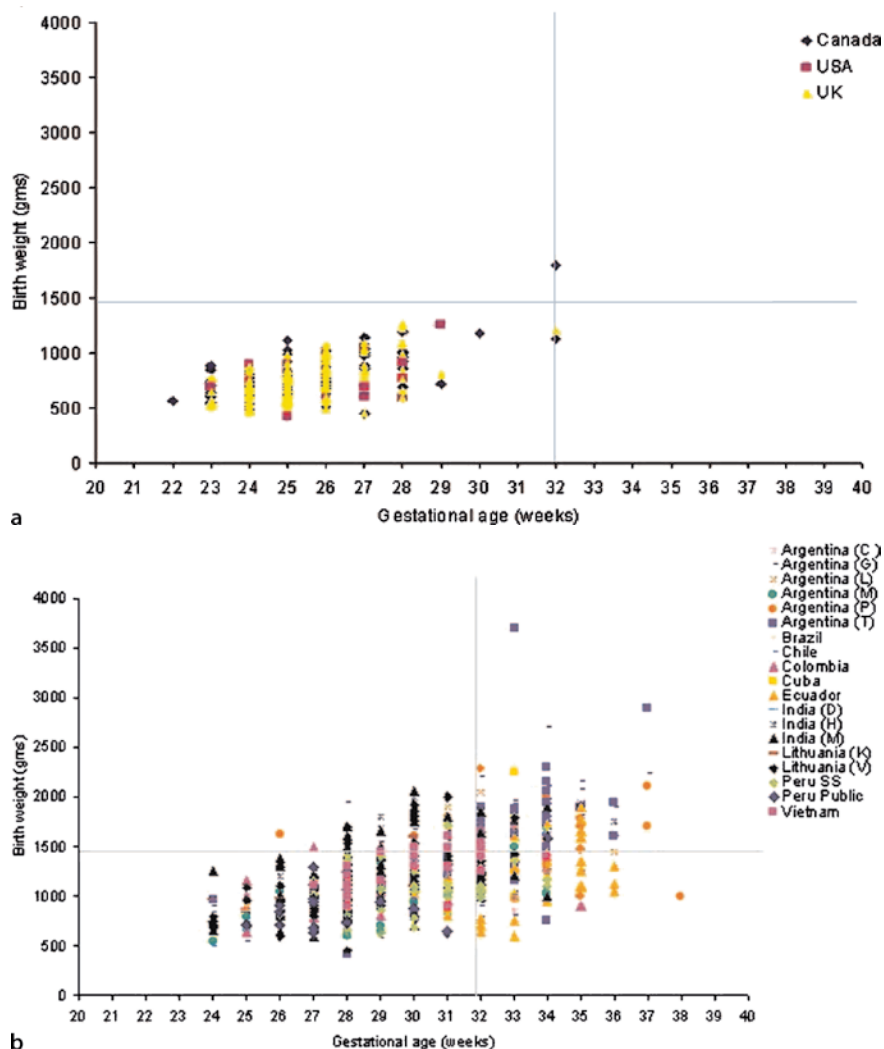 4000
Canada
USA
UK
3500
3000
2500
2000
1500
1000
500
0
Birth weight (gms)
20 21 22 23 24 25 26 27 28 29 30 31 32 33 34 35 36 37 38 39 40
Gestational age (weeks)
a
Argentina (C )
Argentina (G)
Argentina (L)
Argentina (M)
Argentina (P)
Argentina (T)
Brazil
Chile
Colombia
Cuba
Ecuador
India (D)
India (H)
India (M)
Lithuania (K)
Lithuania (V)
Peru SS
Peru Public
Vietnam
4000
3500
3000
2500
2000
1500
1000
500
0
Birth weight (gms)
20 21 22 23 24 25 26 27 28 29 30 31 32 33 34 35 36 37 38 39 40
Gestational age (weeks)
b